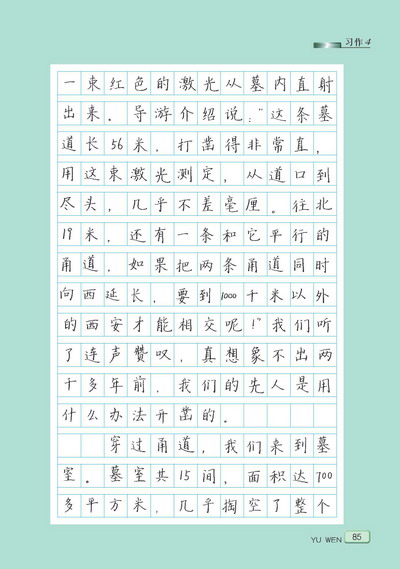 习作4
一束红色的激光从墓内直射
出来。导游介绍说："这条墓
道长56米，打凿得非常直，
用这束激光测定，从道口到
尽头，几乎不差毫厘。往北
19米，还有一条和它平行的
甬道，如果把两条甬道同时
向西延长，要到1000千米以外
的西安才能相交呢！"我们听
了连声赞叹，真想象不出两
千多年前，我们的先人是用
什么办法开凿的。
穿过甬道，我们来到墓
室。墓室共15间，面积达700
多平方米，几乎掏空了整个
YU WEN 85